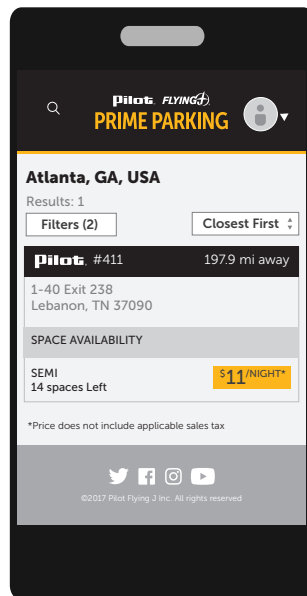 Pilot. FLYING J
PRIME PARKING
Atlanta, GA, USA
Results: 1
Filters (2)
Closest First
Pilot. #411
197.9 mi away
1-40 Exit 238
Lebanon, TN 37090
SPACE AVAILABILITY
SEMI
14 spaces Left
$11/NIGHT*
*Price does not include applicable sales tax
©2017 Pilot Flying J Inc. All rights reserved